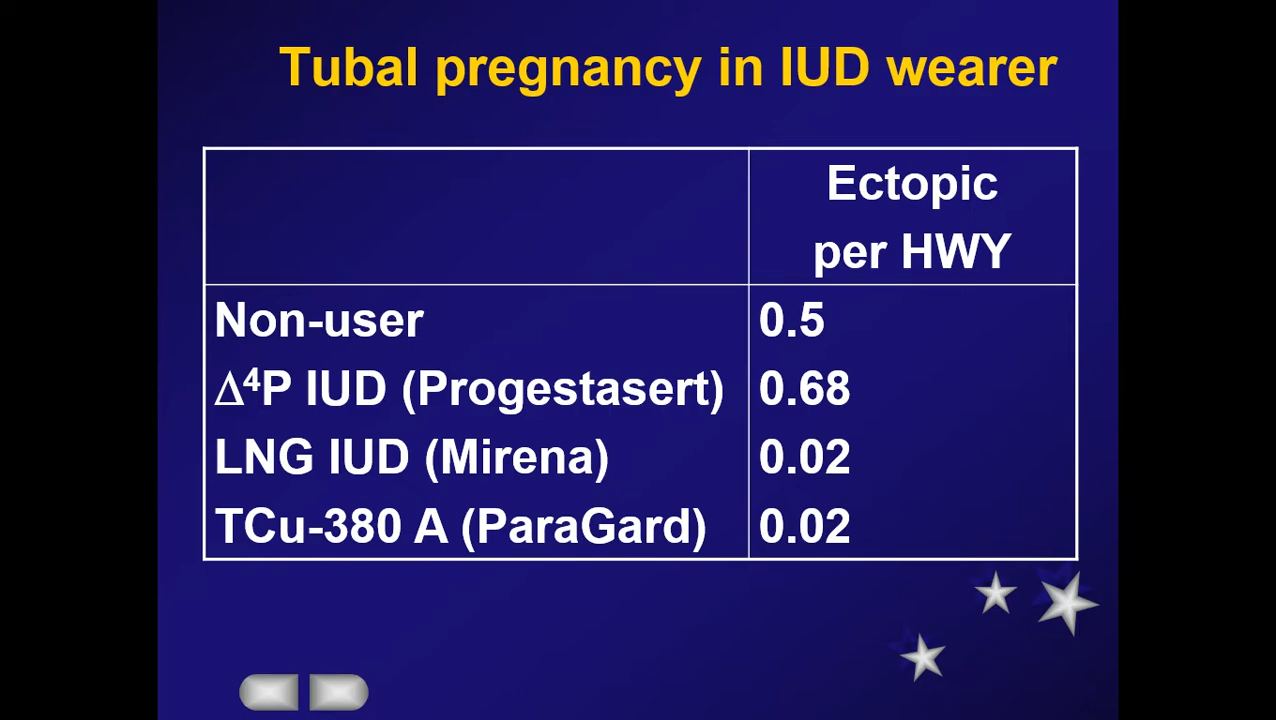 Tubal pregnancy in IUD wearer
Ectopic
per HWY
Non-user 0.5
Δ⁴P IUD (Progestasert) 0.68
LNG IUD (Mirena) 0.02
TCu-380 A (ParaGard) 0.02